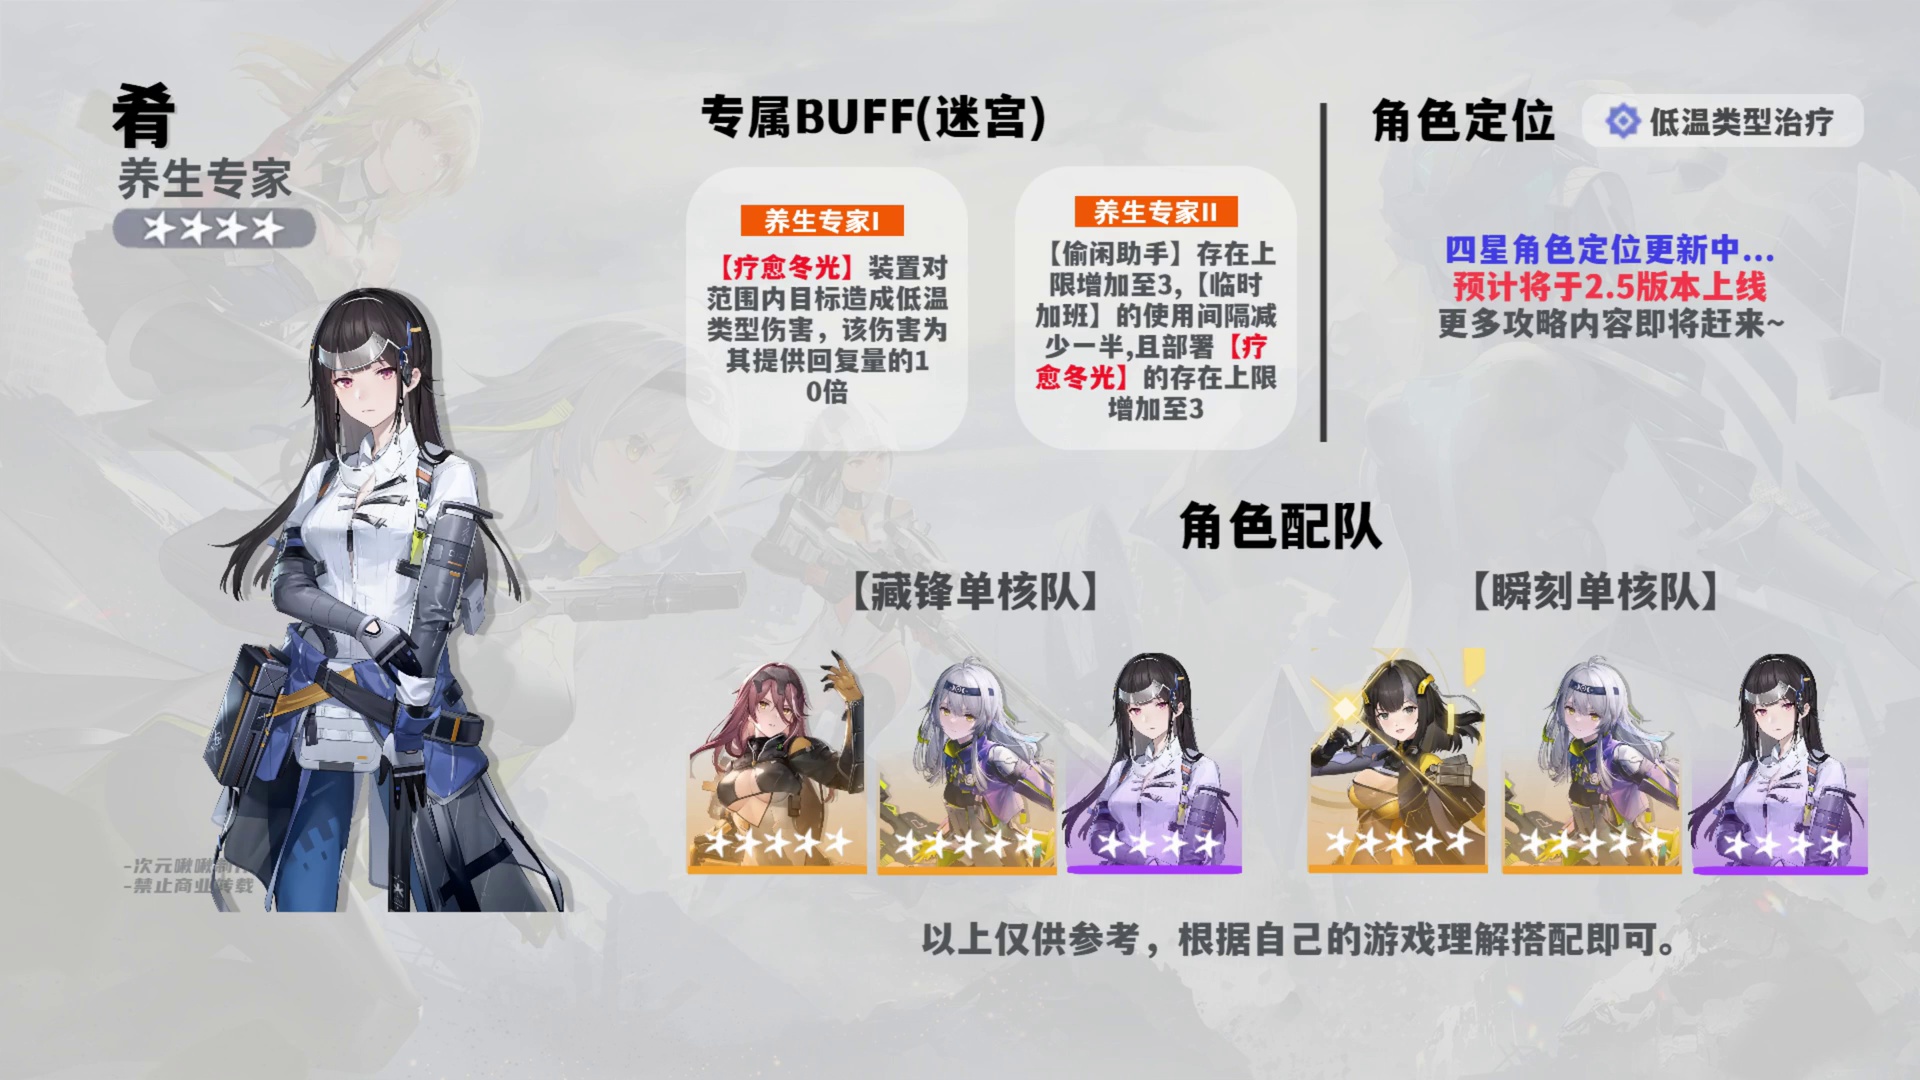 肴
养生专家
专属BUFF(迷宫)
养生专家I
【疗愈冬光】装置对
范围内目标造成低温
类型伤害，该伤害为
其提供回复量的1
0倍
养生专家II
【偷闲助手】存在上
限增加至3,【临时
加班】的使用间隔减
少一半,且部署【疗
愈冬光】的存在上限
增加至3
角色定位
低温类型治疗
四星角色定位更新中...
预计将于2.5版本上线
更多攻略内容即将赶来~
角色配队
【藏锋单核队】
【瞬刻单核队】
以上仅供参考，根据自己的游戏理解搭配即可。
-次元啾啾制作
-禁止商业转载